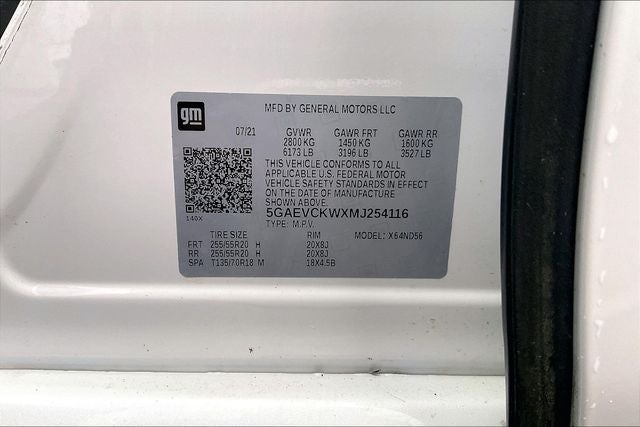 gm
MFD BY GENERAL MOTORS LLC
07/21 GVWR GAWR FRT GAWR RR
2800 KG 1450 KG 1600 KG
6173 LB 3196 LB 3527 LB
THIS VEHICLE CONFORMS TO ALL
APPLICABLE U.S. FEDERAL MOTOR
VEHICLE SAFETY STANDARDS IN EFFECT
ON THE DATE OF MANUFACTURE
SHOWN ABOVE.
140X
5GAEVCKWXMJ254116
TYPE: M.P.V.
TIRE SIZE RIM MODEL: X64ND56
FRT 255/55R20 H 20X8J
RR 255/55R20 H 20X8J
SPA T135/70R18 M 18X4.5B